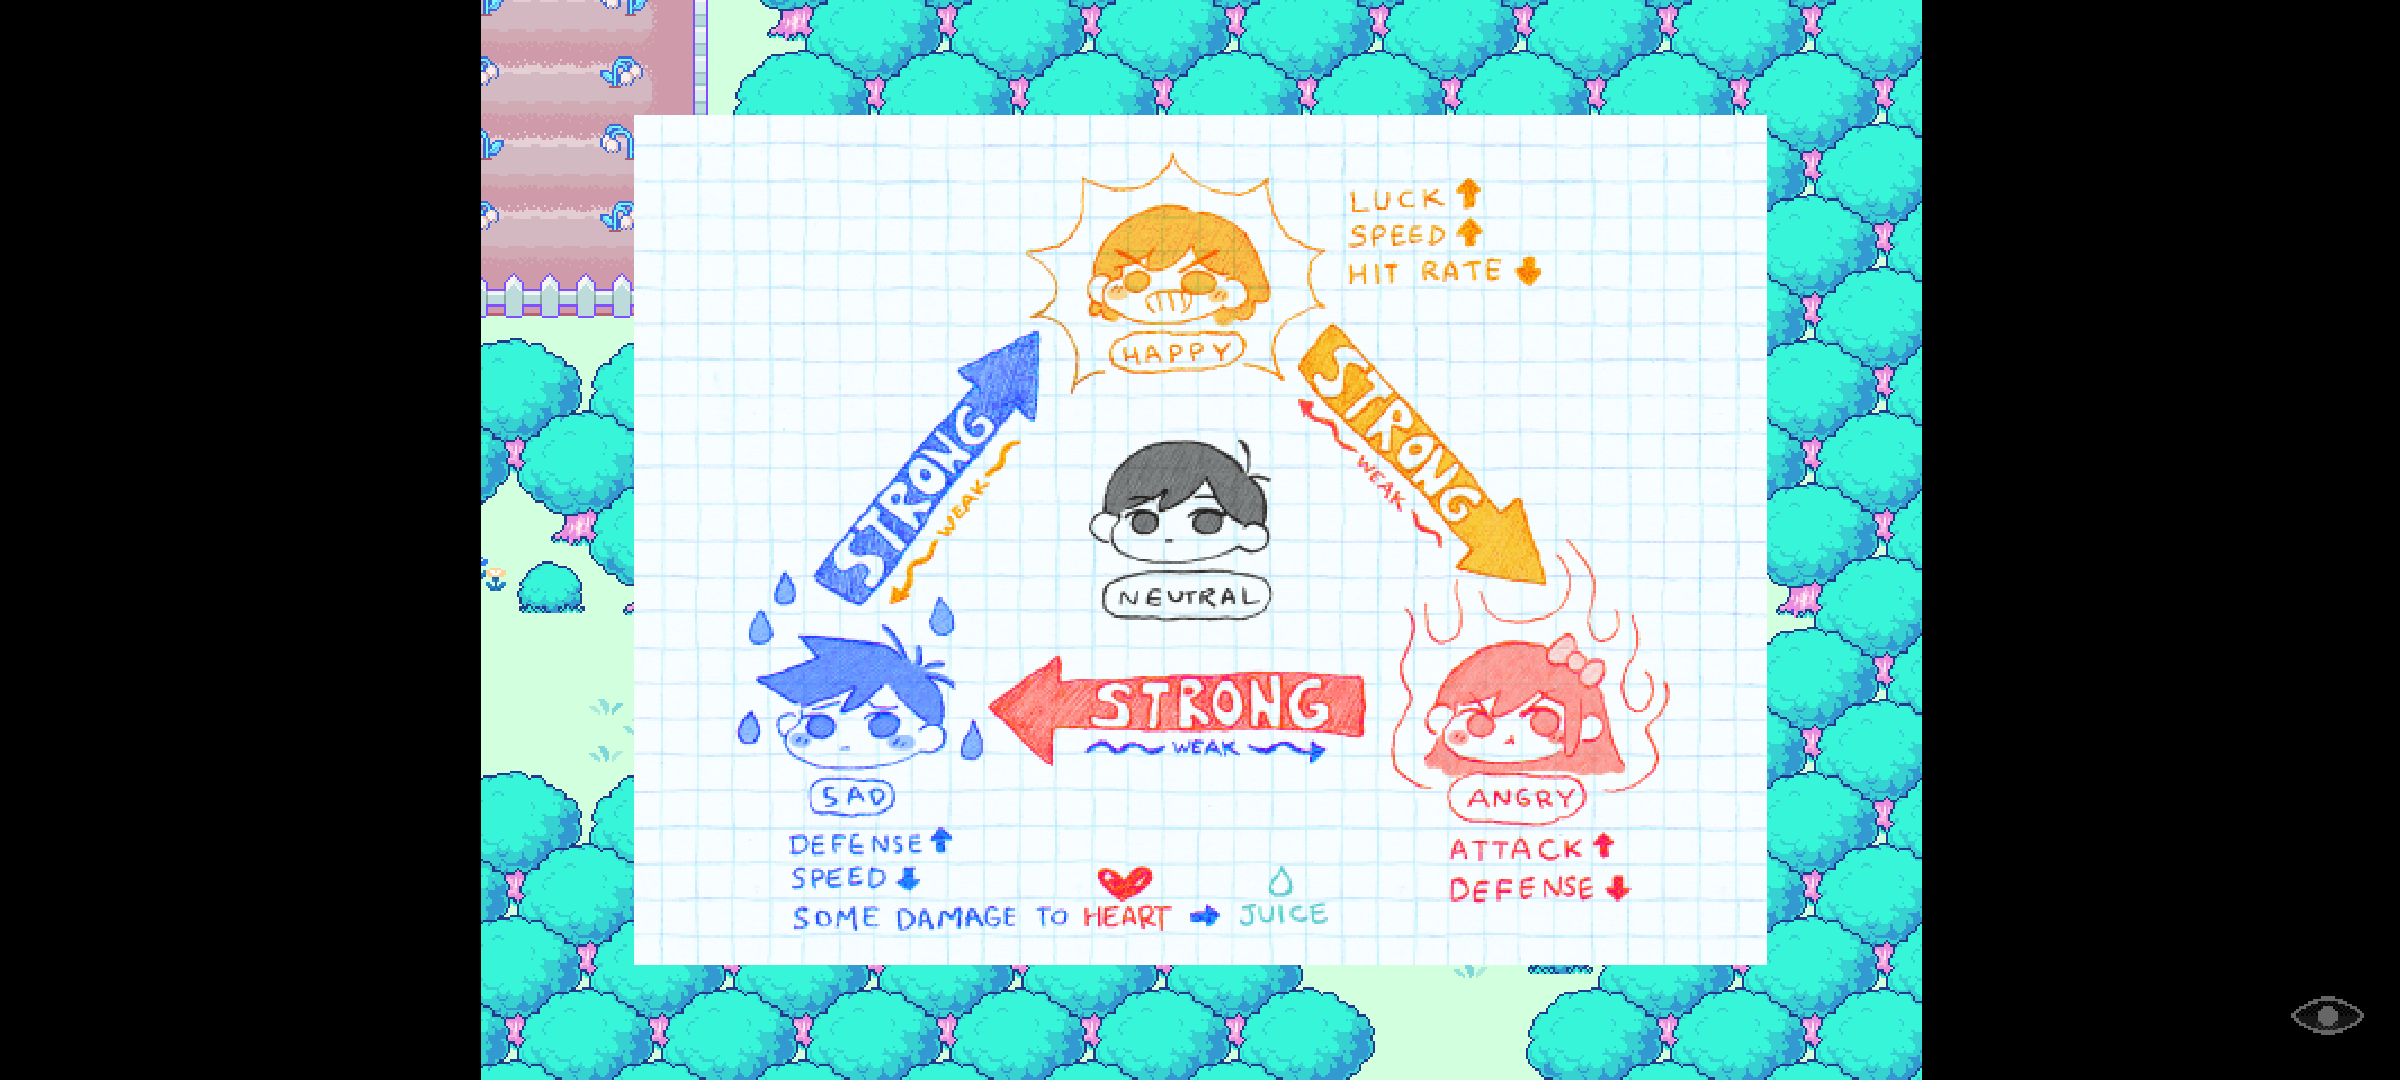 LUCK
SPEED
HIT RATE
HAPPY
STRONG
WEAK
STRONG
WEAK
NEUTRAL
STRONG
WEAK
SAD
DEFENSE
SPEED
SOME DAMAGE TO HEART JUICE
ANGRY
ATTACK
DEFENSE